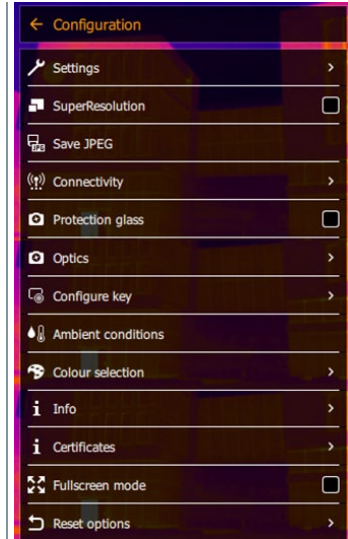 Configuration
Settings
SuperResolution
Save JPEG
Connectivity
Protection glass
Optics
Configure key
Ambient conditions
Colour selection
Info
Certificates
Fullscreen mode
Reset options